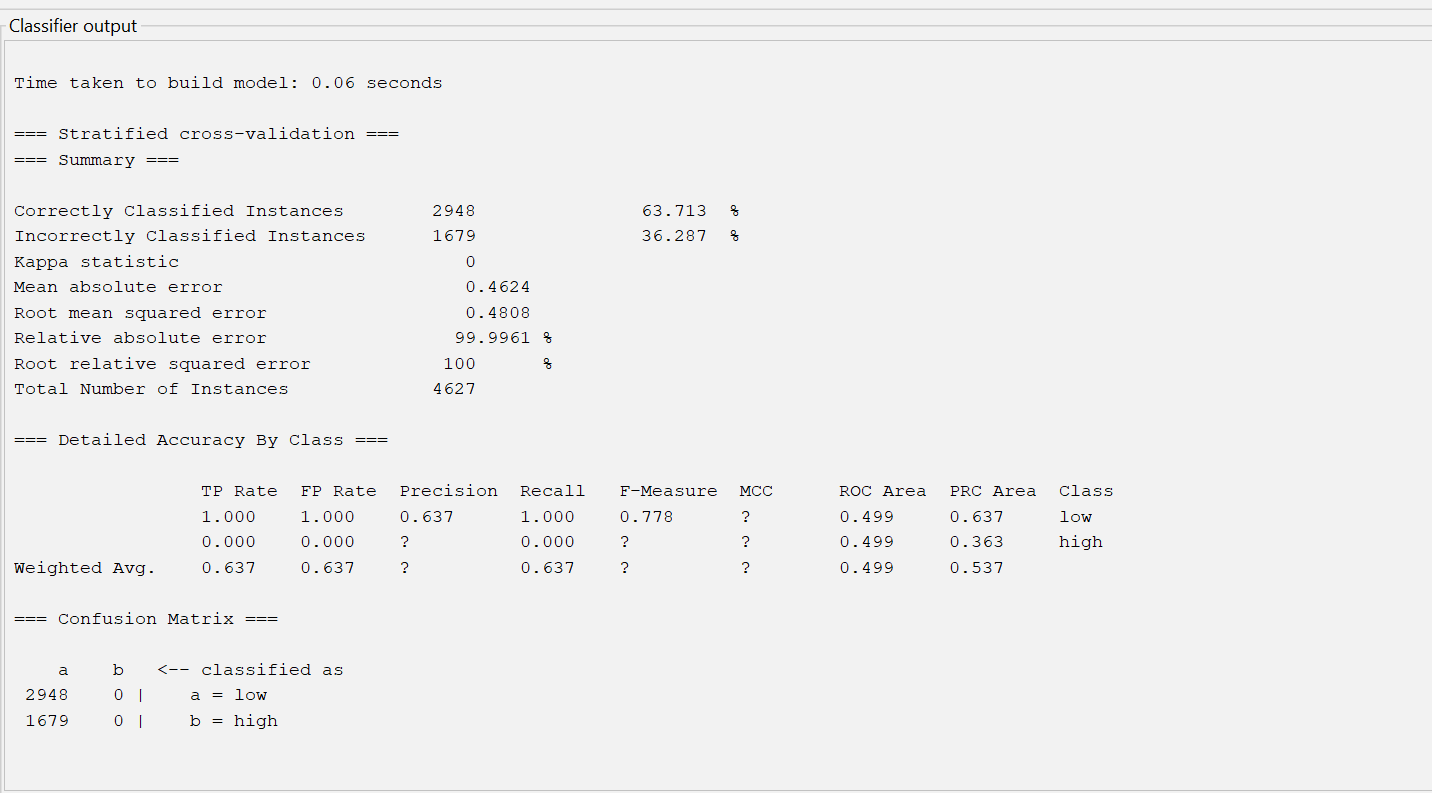 Classifier output
Time taken to build model: 0.06 seconds
=== Stratified cross-validation ===
=== Summary ===
Correctly Classified Instances        2948               63.713  %
Incorrectly Classified Instances      1679               36.287  %
Kappa statistic                          0
Mean absolute error                      0.4624
Root mean squared error                  0.4808
Relative absolute error                 99.9961 %
Root relative squared error            100      %
Total Number of Instances             4627
=== Detailed Accuracy By Class ===
                 TP Rate  FP Rate  Precision  Recall   F-Measure  MCC      ROC Area  PRC Area  Class
                 1.000    1.000    0.637      1.000    0.778      ?        0.499     0.637     low
                 0.000    0.000    ?          0.000    ?          ?        0.499     0.363     high
Weighted Avg.    0.637    0.637    ?          0.637    ?          ?        0.499     0.537
=== Confusion Matrix ===
    a    b   <-- classified as
 2948    0 |    a = low
 1679    0 |    b = high